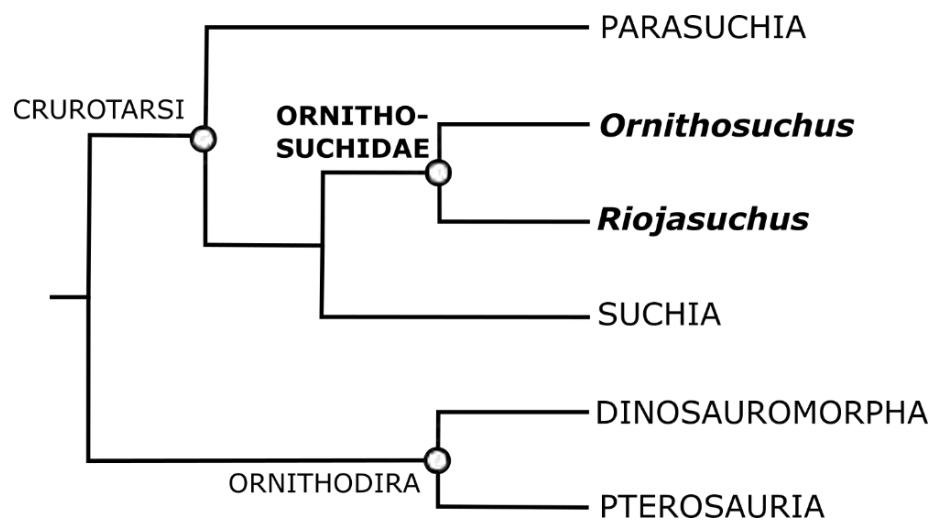 PARASUCHIA
CRUROTARSI
ORNITHO-
SUCHIDAE
Ornithosuchus
Riojasuchus
SUCHIA
DINOSAUROMORPHA
ORNITHODIRA
PTEROSAURIA